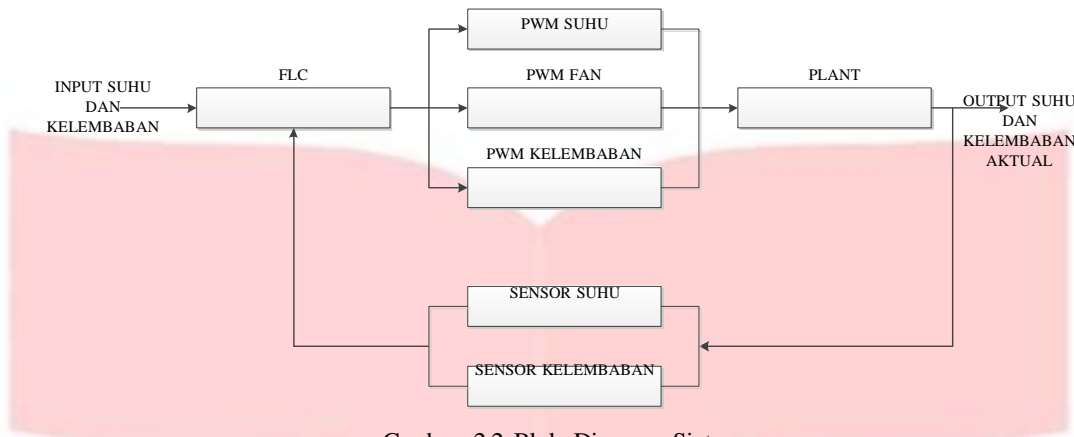 PWM SUHU
FLC
PWM FAN
PLANT
INPUT SUHU
DAN
KELEMBABAN
OUTPUT SUHU
DAN
KELEMBABAN
AKTUAL
PWM KELEMBABAN
SENSOR SUHU
SENSOR KELEMBABAN